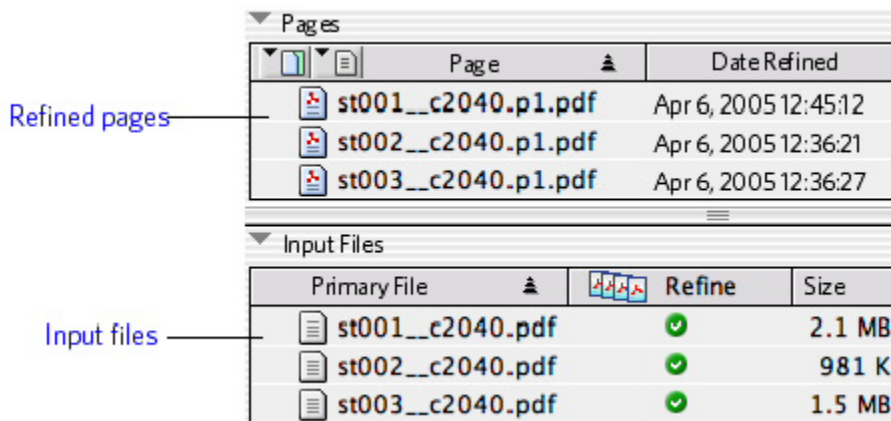 Pages
Page Date Refined
Refined pages
st001__c2040.p1.pdf Apr 6, 2005 12:45:12
st002__c2040.p1.pdf Apr 6, 2005 12:36:21
st003__c2040.p1.pdf Apr 6, 2005 12:36:27
Input Files
Primary File Refine Size
Input files
st001__c2040.pdf 2.1 MB
st002__c2040.pdf 981 K
st003__c2040.pdf 1.5 MB